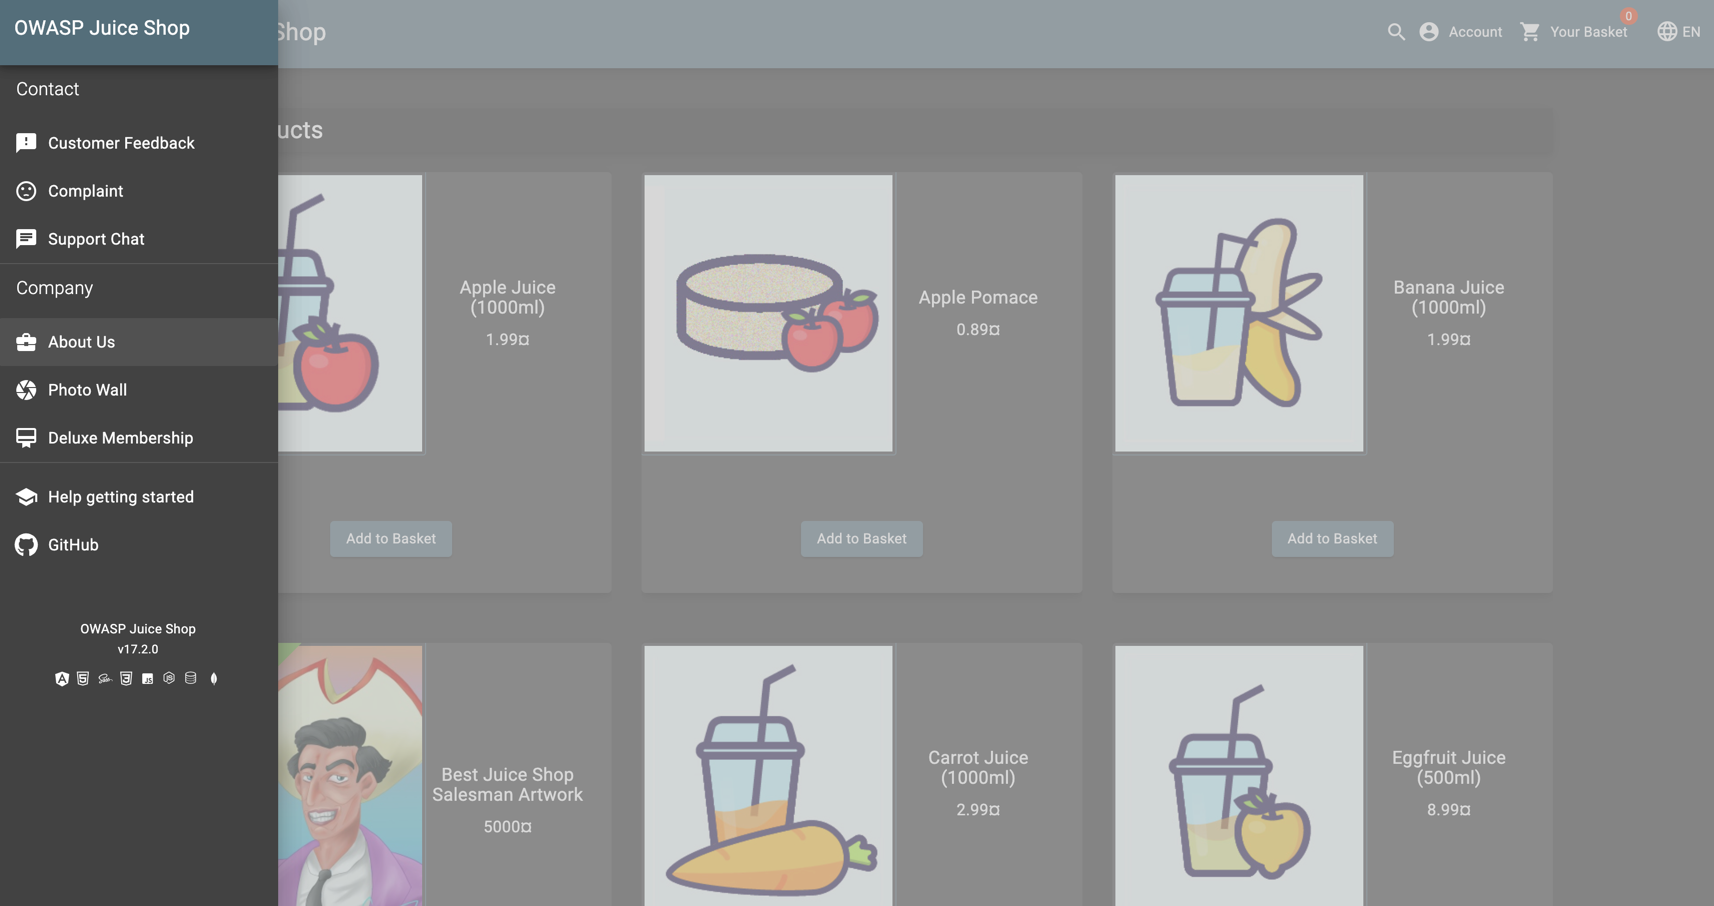 OWASP Juice Shop
Shop
Account
Your Basket
0
EN
Contact
Customer Feedback
Complaint
Support Chat
Company
About Us
Photo Wall
Deluxe Membership
Help getting started
GitHub
OWASP Juice Shop
v17.2.0
ucts
Apple Juice
(1000ml)
1.99¤
Add to Basket
Apple Pomace
0.89¤
Add to Basket
Banana Juice
(1000ml)
1.99¤
Add to Basket
Best Juice Shop
Salesman Artwork
5000¤
Carrot Juice
(1000ml)
2.99¤
Eggfruit Juice
(500ml)
8.99¤